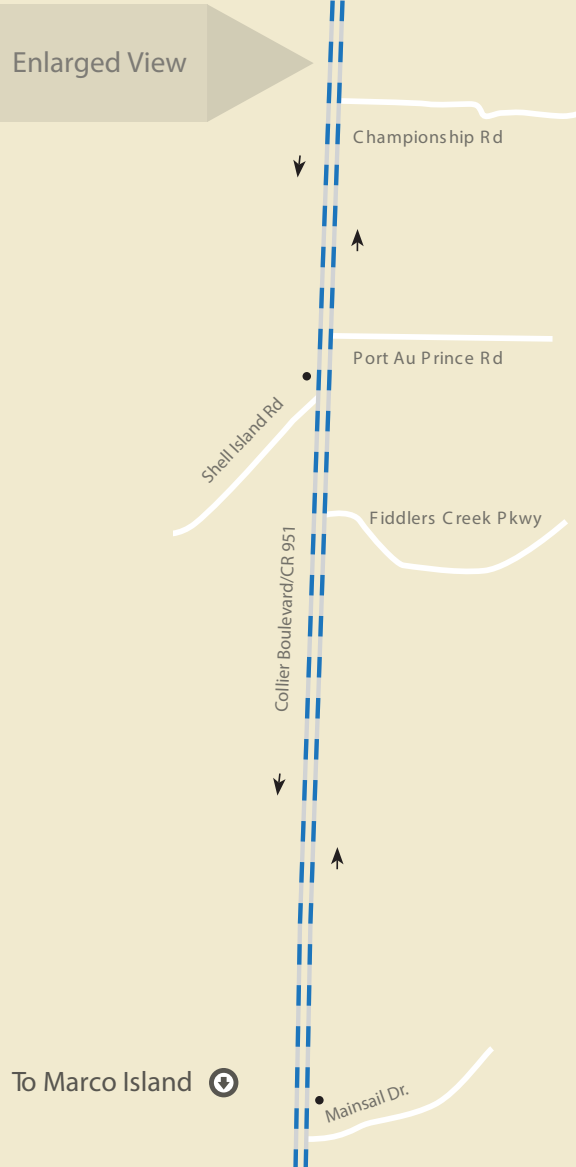 Enlarged View
Championship Rd
Port Au Prince Rd
Shell Island Rd
Fiddlers Creek Pkwy
Collier Boulevard/CR 951
To Marco Island
Mainsail Dr.